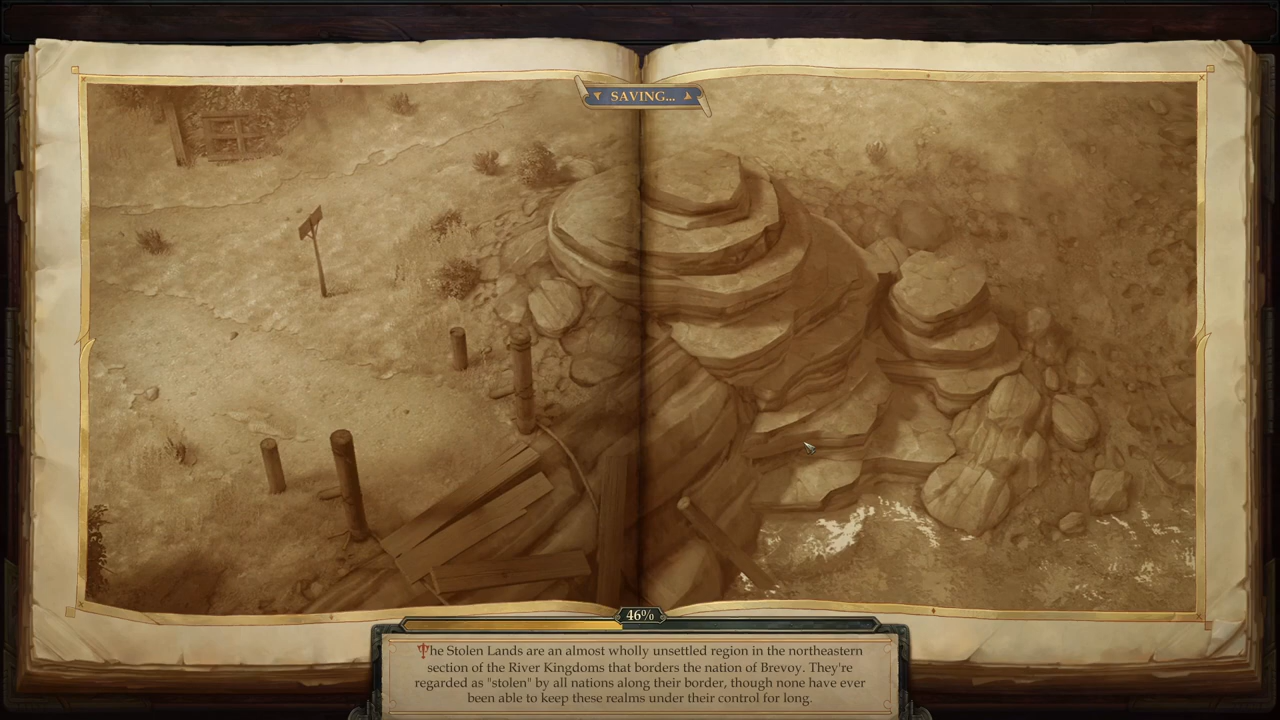 SAVING...
46%
The Stolen Lands are an almost wholly unsettled region in the northeastern
section of the River Kingdoms that borders the nation of Brevoy. They're
regarded as "stolen" by all nations along their border, though none have ever
been able to keep these realms under their control for long.